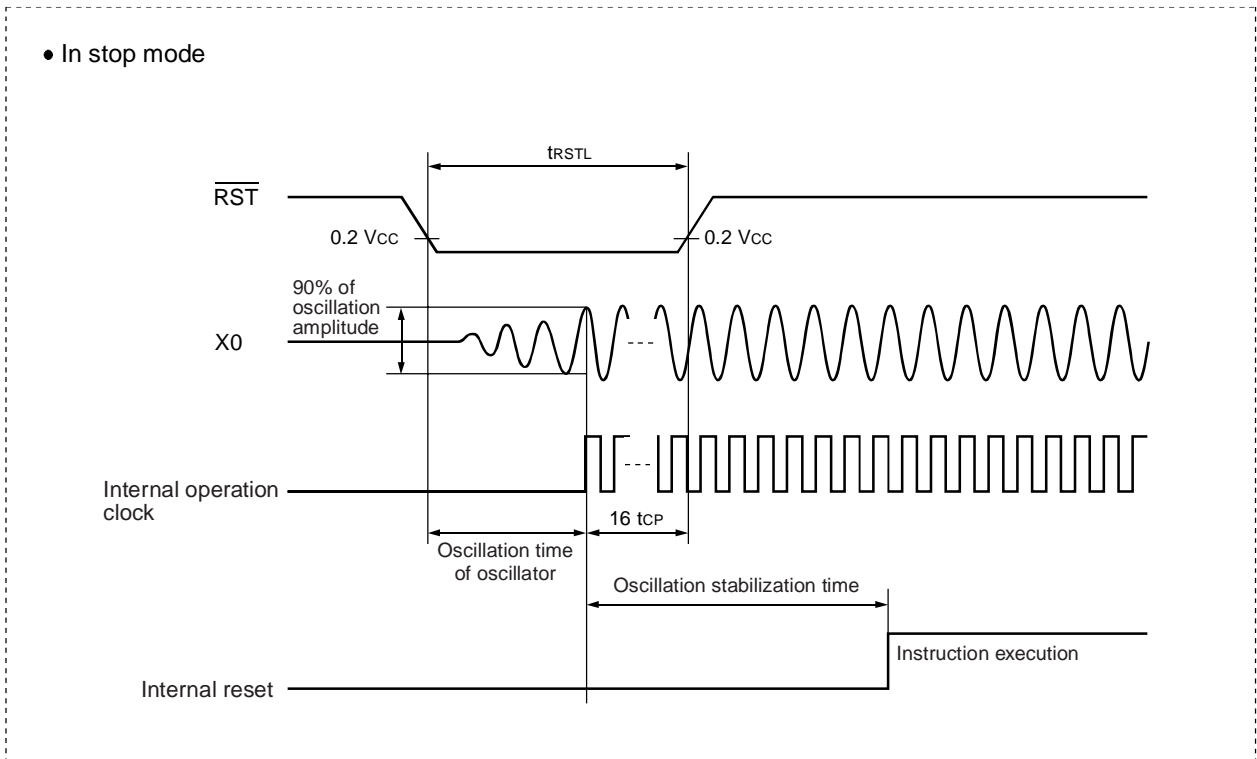 ● In stop mode
tRSTL
RST
0.2 VCC
0.2 VCC
90% of
oscillation
amplitude
X0
Internal operation
clock
16 tCP
Oscillation time
of oscillator
Oscillation stabilization time
Instruction execution
Internal reset